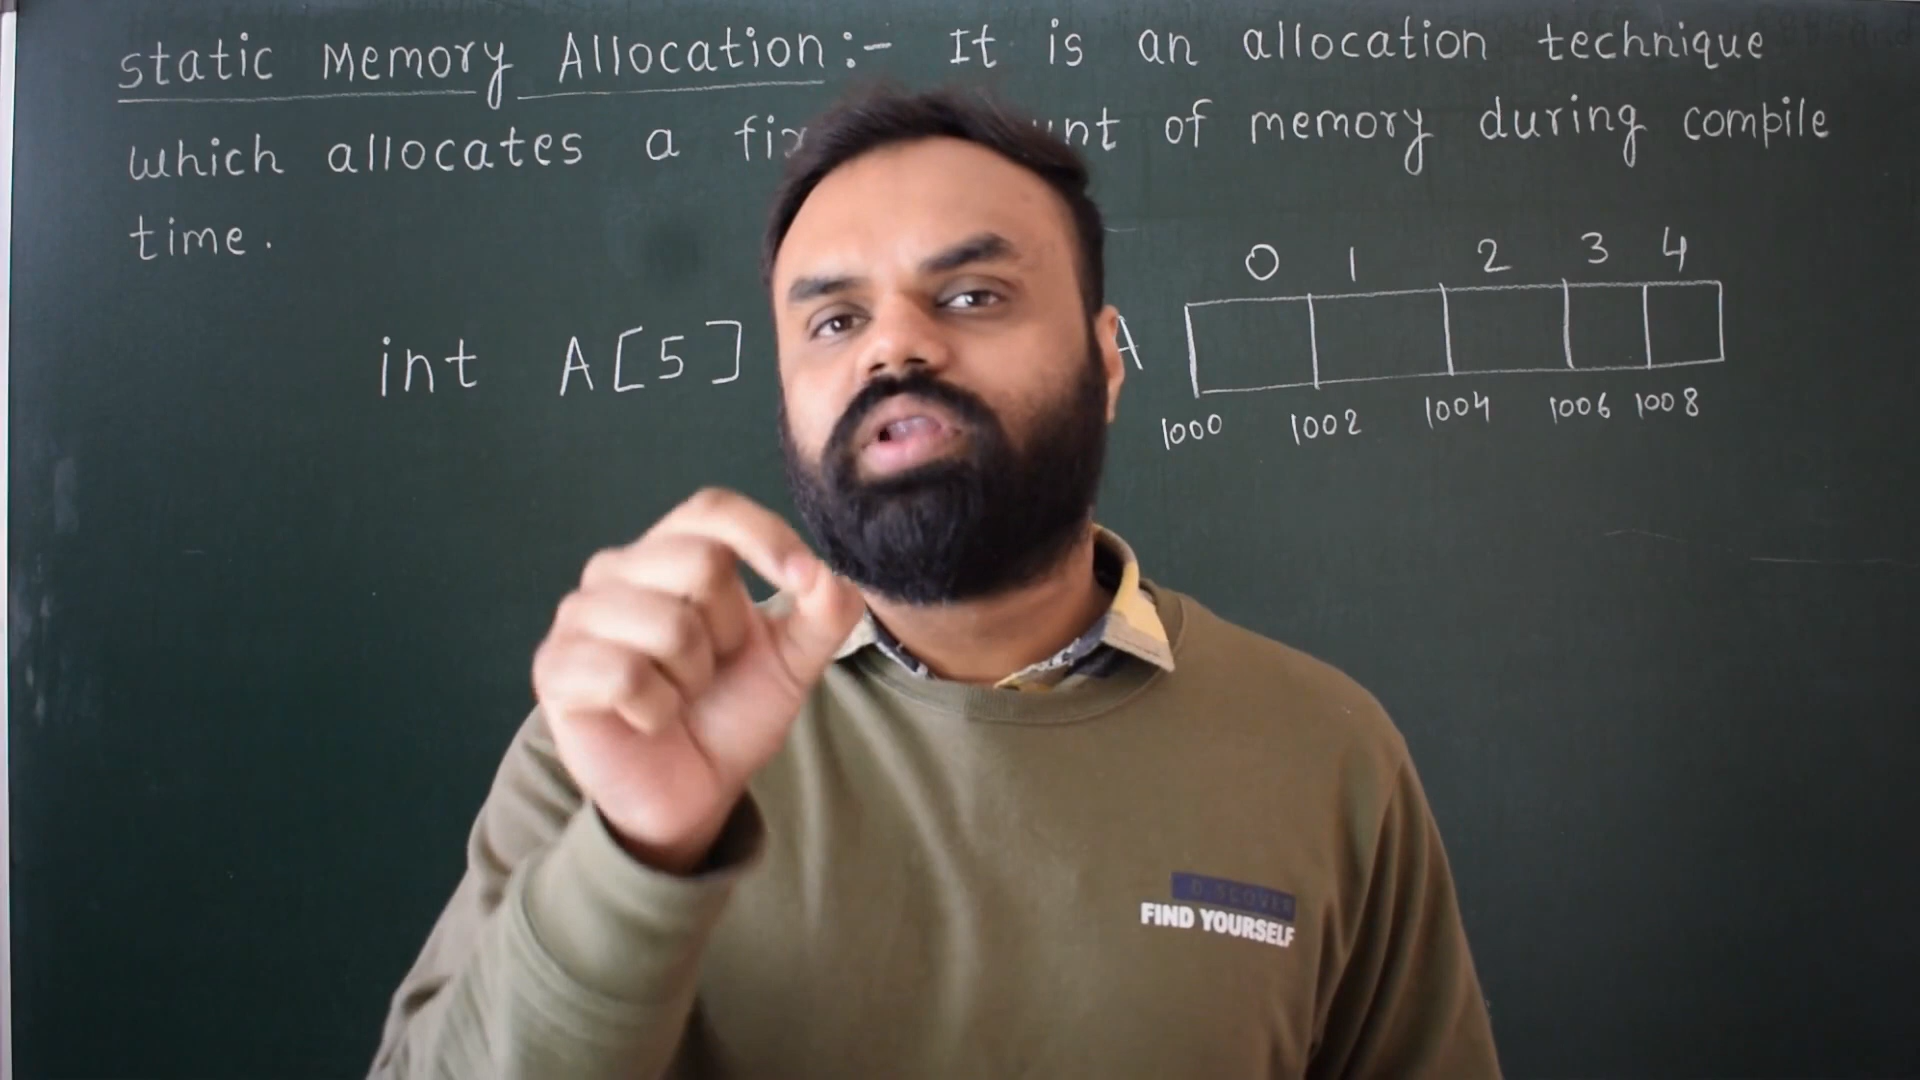 static Memory Allocation :- It is an allocation technique
which allocates a of memory during compile
time.
0 1 2 3 4
int A[5] A
1000 1002 1004 1006 1008
FIND YOURSELF